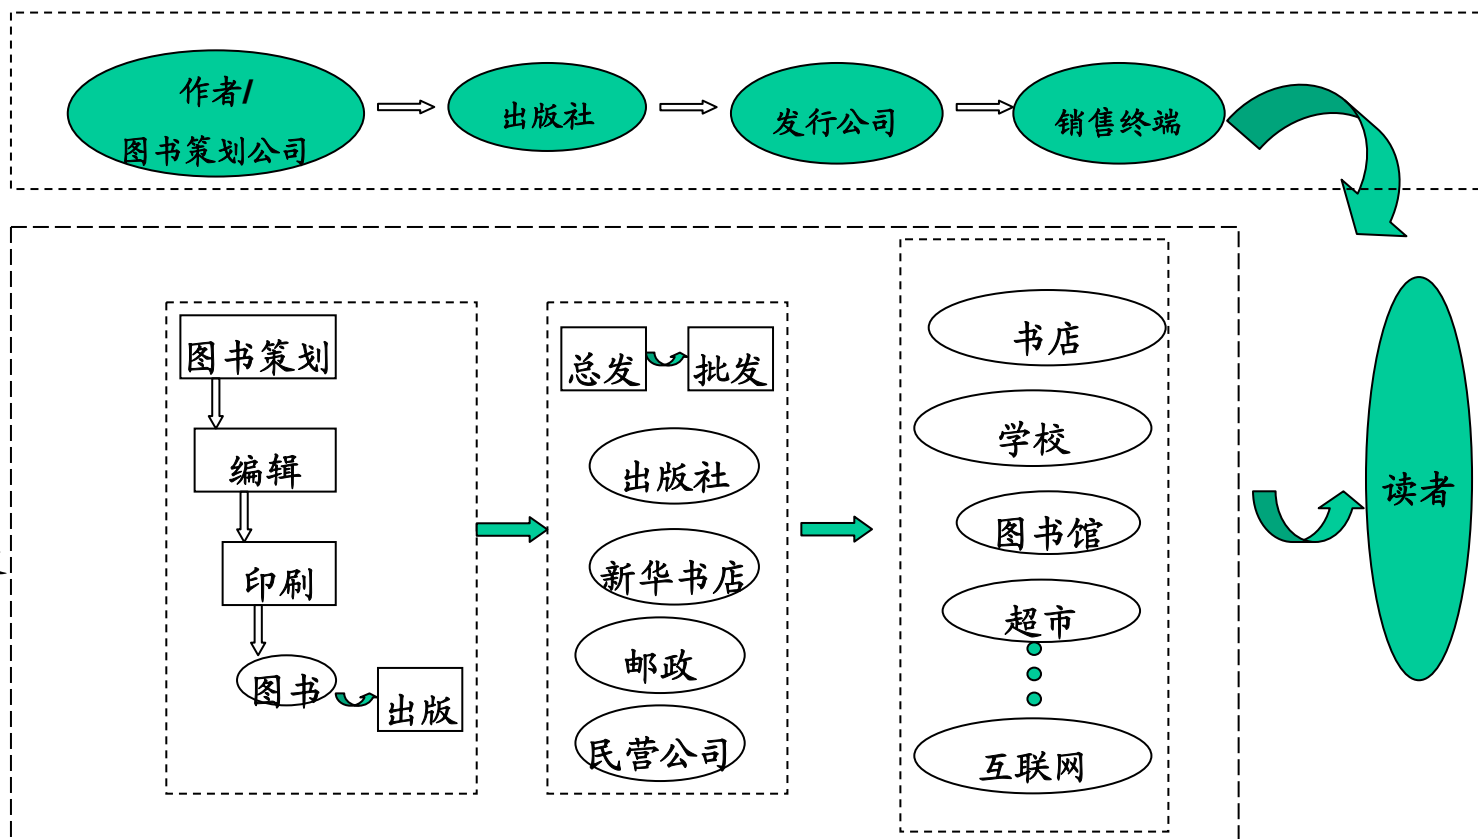 作者/
图书策划公司
出版社
发行公司
销售终端
图书策划
编辑
印刷
图书
出版
总发
批发
出版社
新华书店
邮政
民营公司
书店
学校
图书馆
超市
互联网
读者